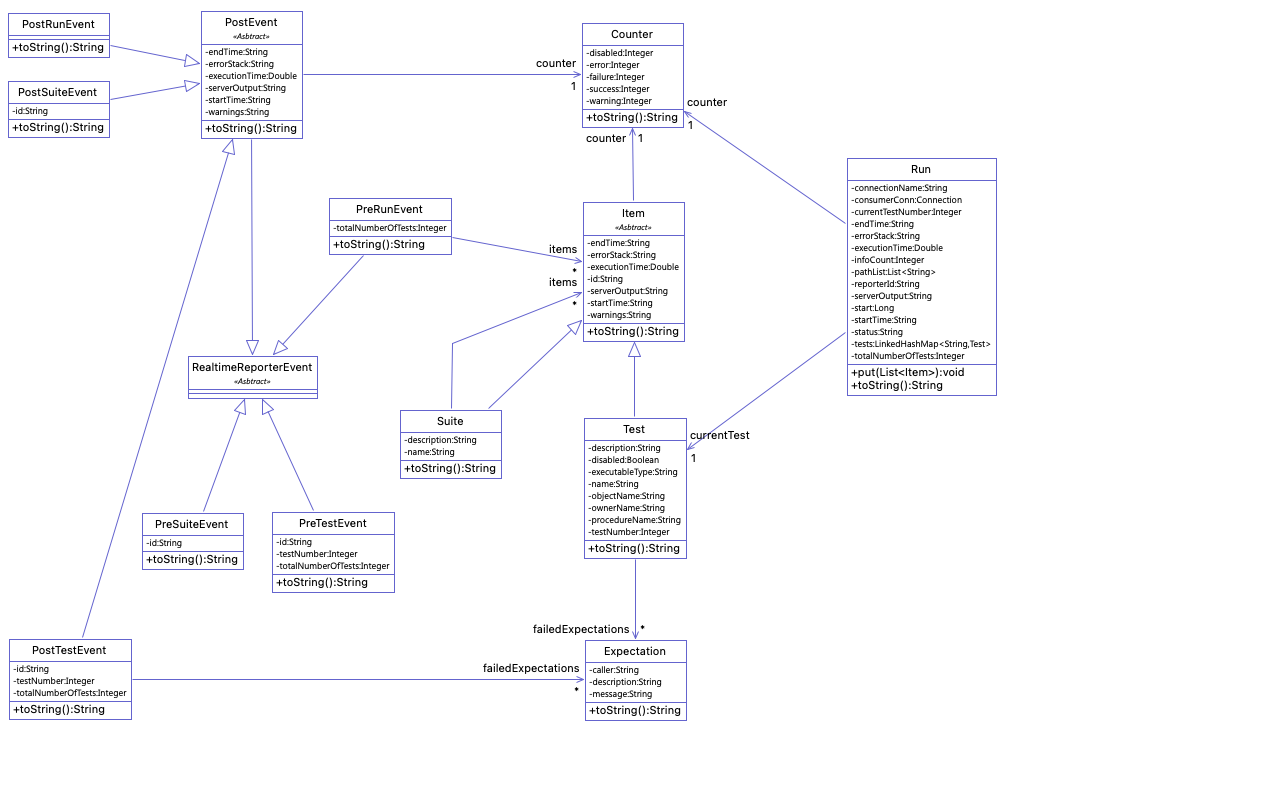 PostRunEvent
+toString():String
PostSuiteEvent
-id:String
+toString():String
PostEvent
«Asbtract»
-endTime:String
-errorStack:String
-executionTime:Double
-serverOutput:String
-startTime:String
-warnings:String
+toString():String
counter
1
Counter
-disabled:Integer
-error:Integer
-failure:Integer
-success:Integer
-warning:Integer
+toString():String
counter
1
counter 1
Run
-connectionName:String
-consumerConn:Connection
-currentTestNumber:Integer
-endTime:String
-errorStack:String
-executionTime:Double
-infoCount:Integer
-pathList:List<String>
-reporterId:String
-serverOutput:String
-start:Long
-startTime:String
-status:String
-tests:LinkedHashMap<String,Test>
-totalNumberOfTests:Integer
+put(List<Item>):void
+toString():String
PreRunEvent
-totalNumberOfTests:Integer
+toString():String
items
*
items
*
Item
«Asbtract»
-endTime:String
-errorStack:String
-executionTime:Double
-id:String
-serverOutput:String
-startTime:String
-warnings:String
+toString():String
RealtimeReporterEvent
«Asbtract»
Suite
-description:String
-name:String
+toString():String
Test
-description:String
-disabled:Boolean
-executableType:String
-name:String
-objectName:String
-ownerName:String
-procedureName:String
-testNumber:Integer
+toString():String
currentTest
1
PreSuiteEvent
-id:String
+toString():String
PreTestEvent
-id:String
-testNumber:Integer
-totalNumberOfTests:Integer
+toString():String
failedExpectations *
PostTestEvent
-id:String
-testNumber:Integer
-totalNumberOfTests:Integer
+toString():String
failedExpectations
*
Expectation
-caller:String
-description:String
-message:String
+toString():String